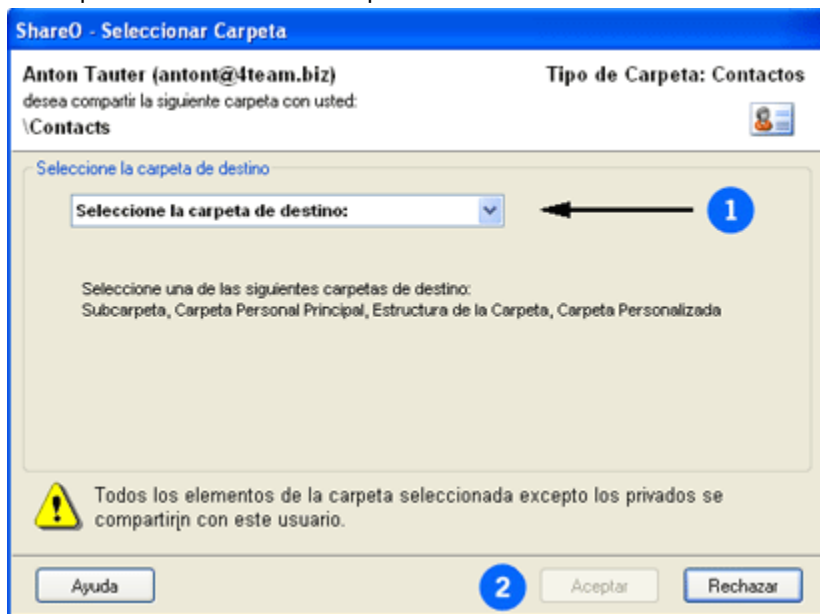 ShareO - Seleccionar Carpeta
Anton Tauter (antont@4team.biz)
Tipo de Carpeta: Contactos
desea compartir la siguiente carpeta con usted:
\Contacts
Seleccione la carpeta de destino
Seleccione la carpeta de destino:
1
Seleccione una de las siguientes carpetas de destino:
Subcarpeta, Carpeta Personal Principal, Estructura de la Carpeta, Carpeta Personalizada
Todos los elementos de la carpeta seleccionada excepto los privados se
compartirįn con este usuario.
Ayuda
2
Aceptar
Rechazar